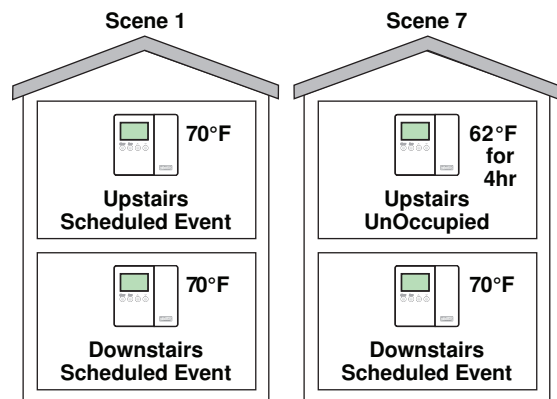 Scene 1
70°F
Upstairs
Scheduled Event
70°F
Downstairs
Scheduled Event
Scene 7
62°F
for
4hr
Upstairs
UnOccupied
70°F
Downstairs
Scheduled Event